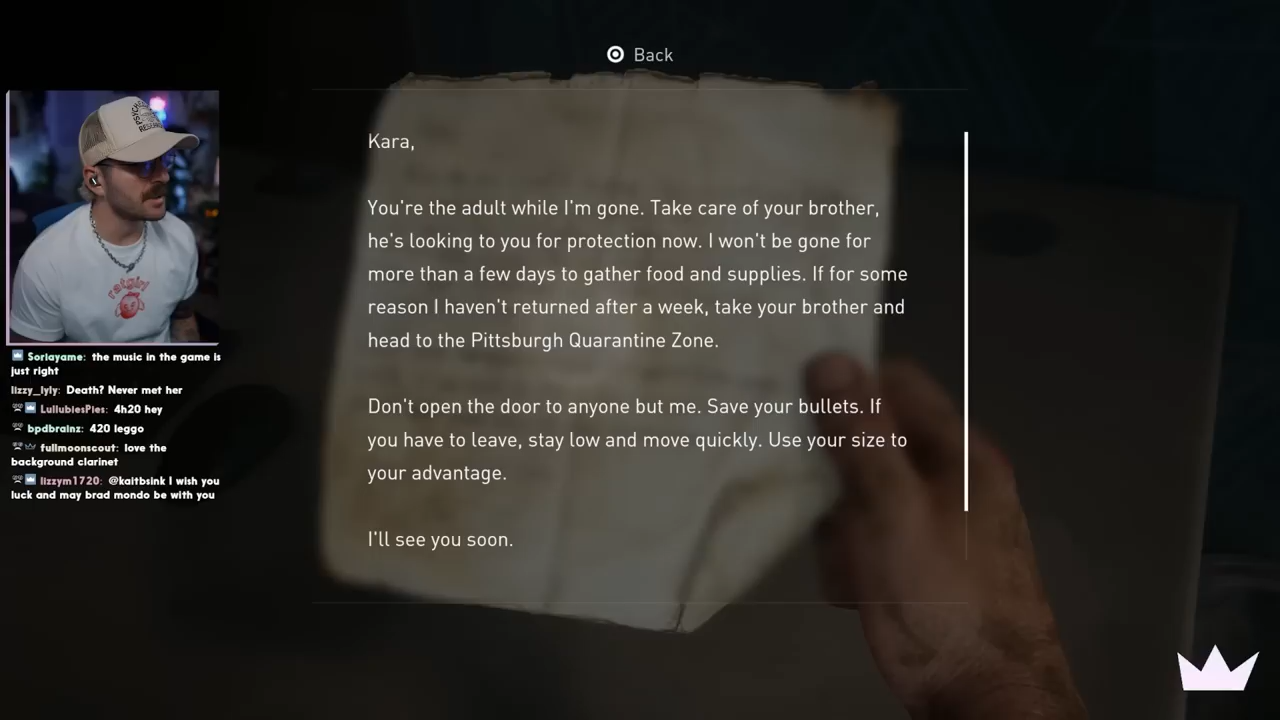 Back
Kara,
You're the adult while I'm gone. Take care of your brother,
he's looking to you for protection now. I won't be gone for
more than a few days to gather food and supplies. If for some
reason I haven't returned after a week, take your brother and
head to the Pittsburgh Quarantine Zone.
Don't open the door to anyone but me. Save your bullets. If
you have to leave, stay low and move quickly. Use your size to
your advantage.
I'll see you soon.
ratgirl
Soriayame: the music in the game is
just right
lizzy_lyly: Death? Never met her
LullubiesPies: 4h20 hey
bpdbrainz: 420 leggo
fullmoonscout: love the
background clarinet
lizzym1720: @kaitbsink I wish you
luck and may brad mondo be with you